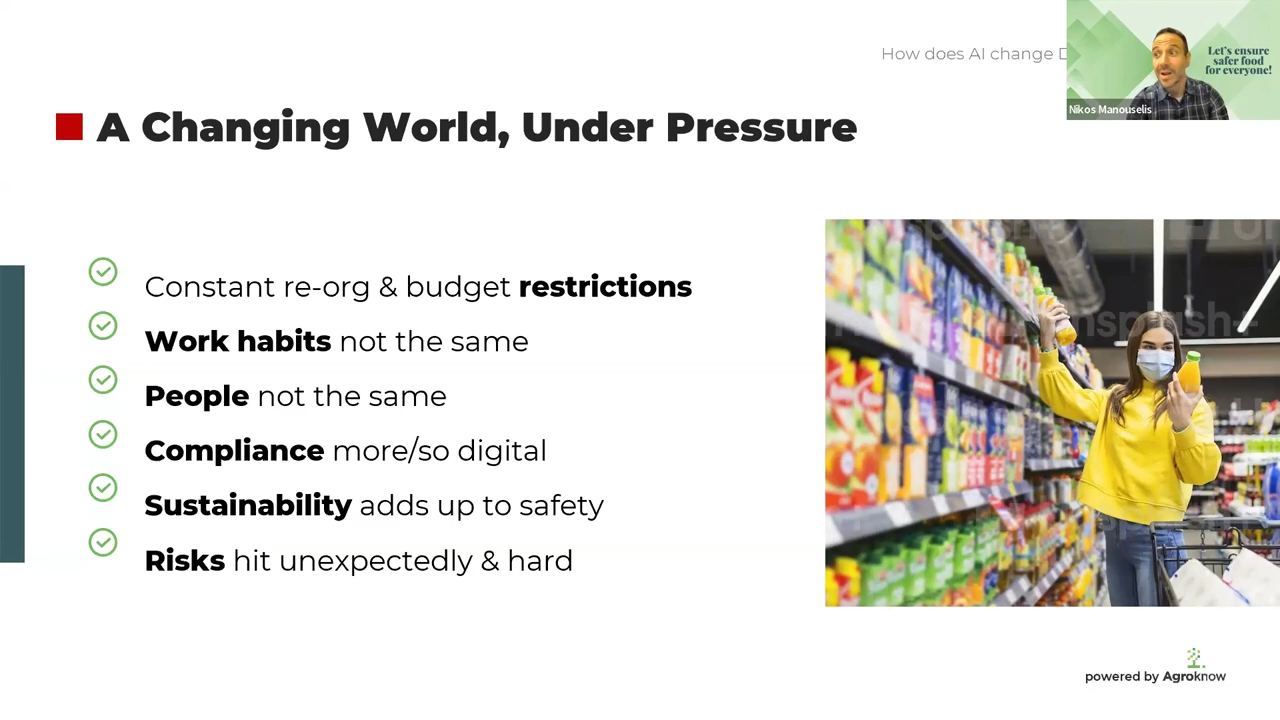 How does AI change
Let's ensure
safer food
for everyone!
Nikos Manouselis
A Changing World, Under Pressure
Constant re-org & budget restrictions
Work habits not the same
People not the same
Compliance more/so digital
Sustainability adds up to safety
Risks hit unexpectedly & hard
powered by Agroknow